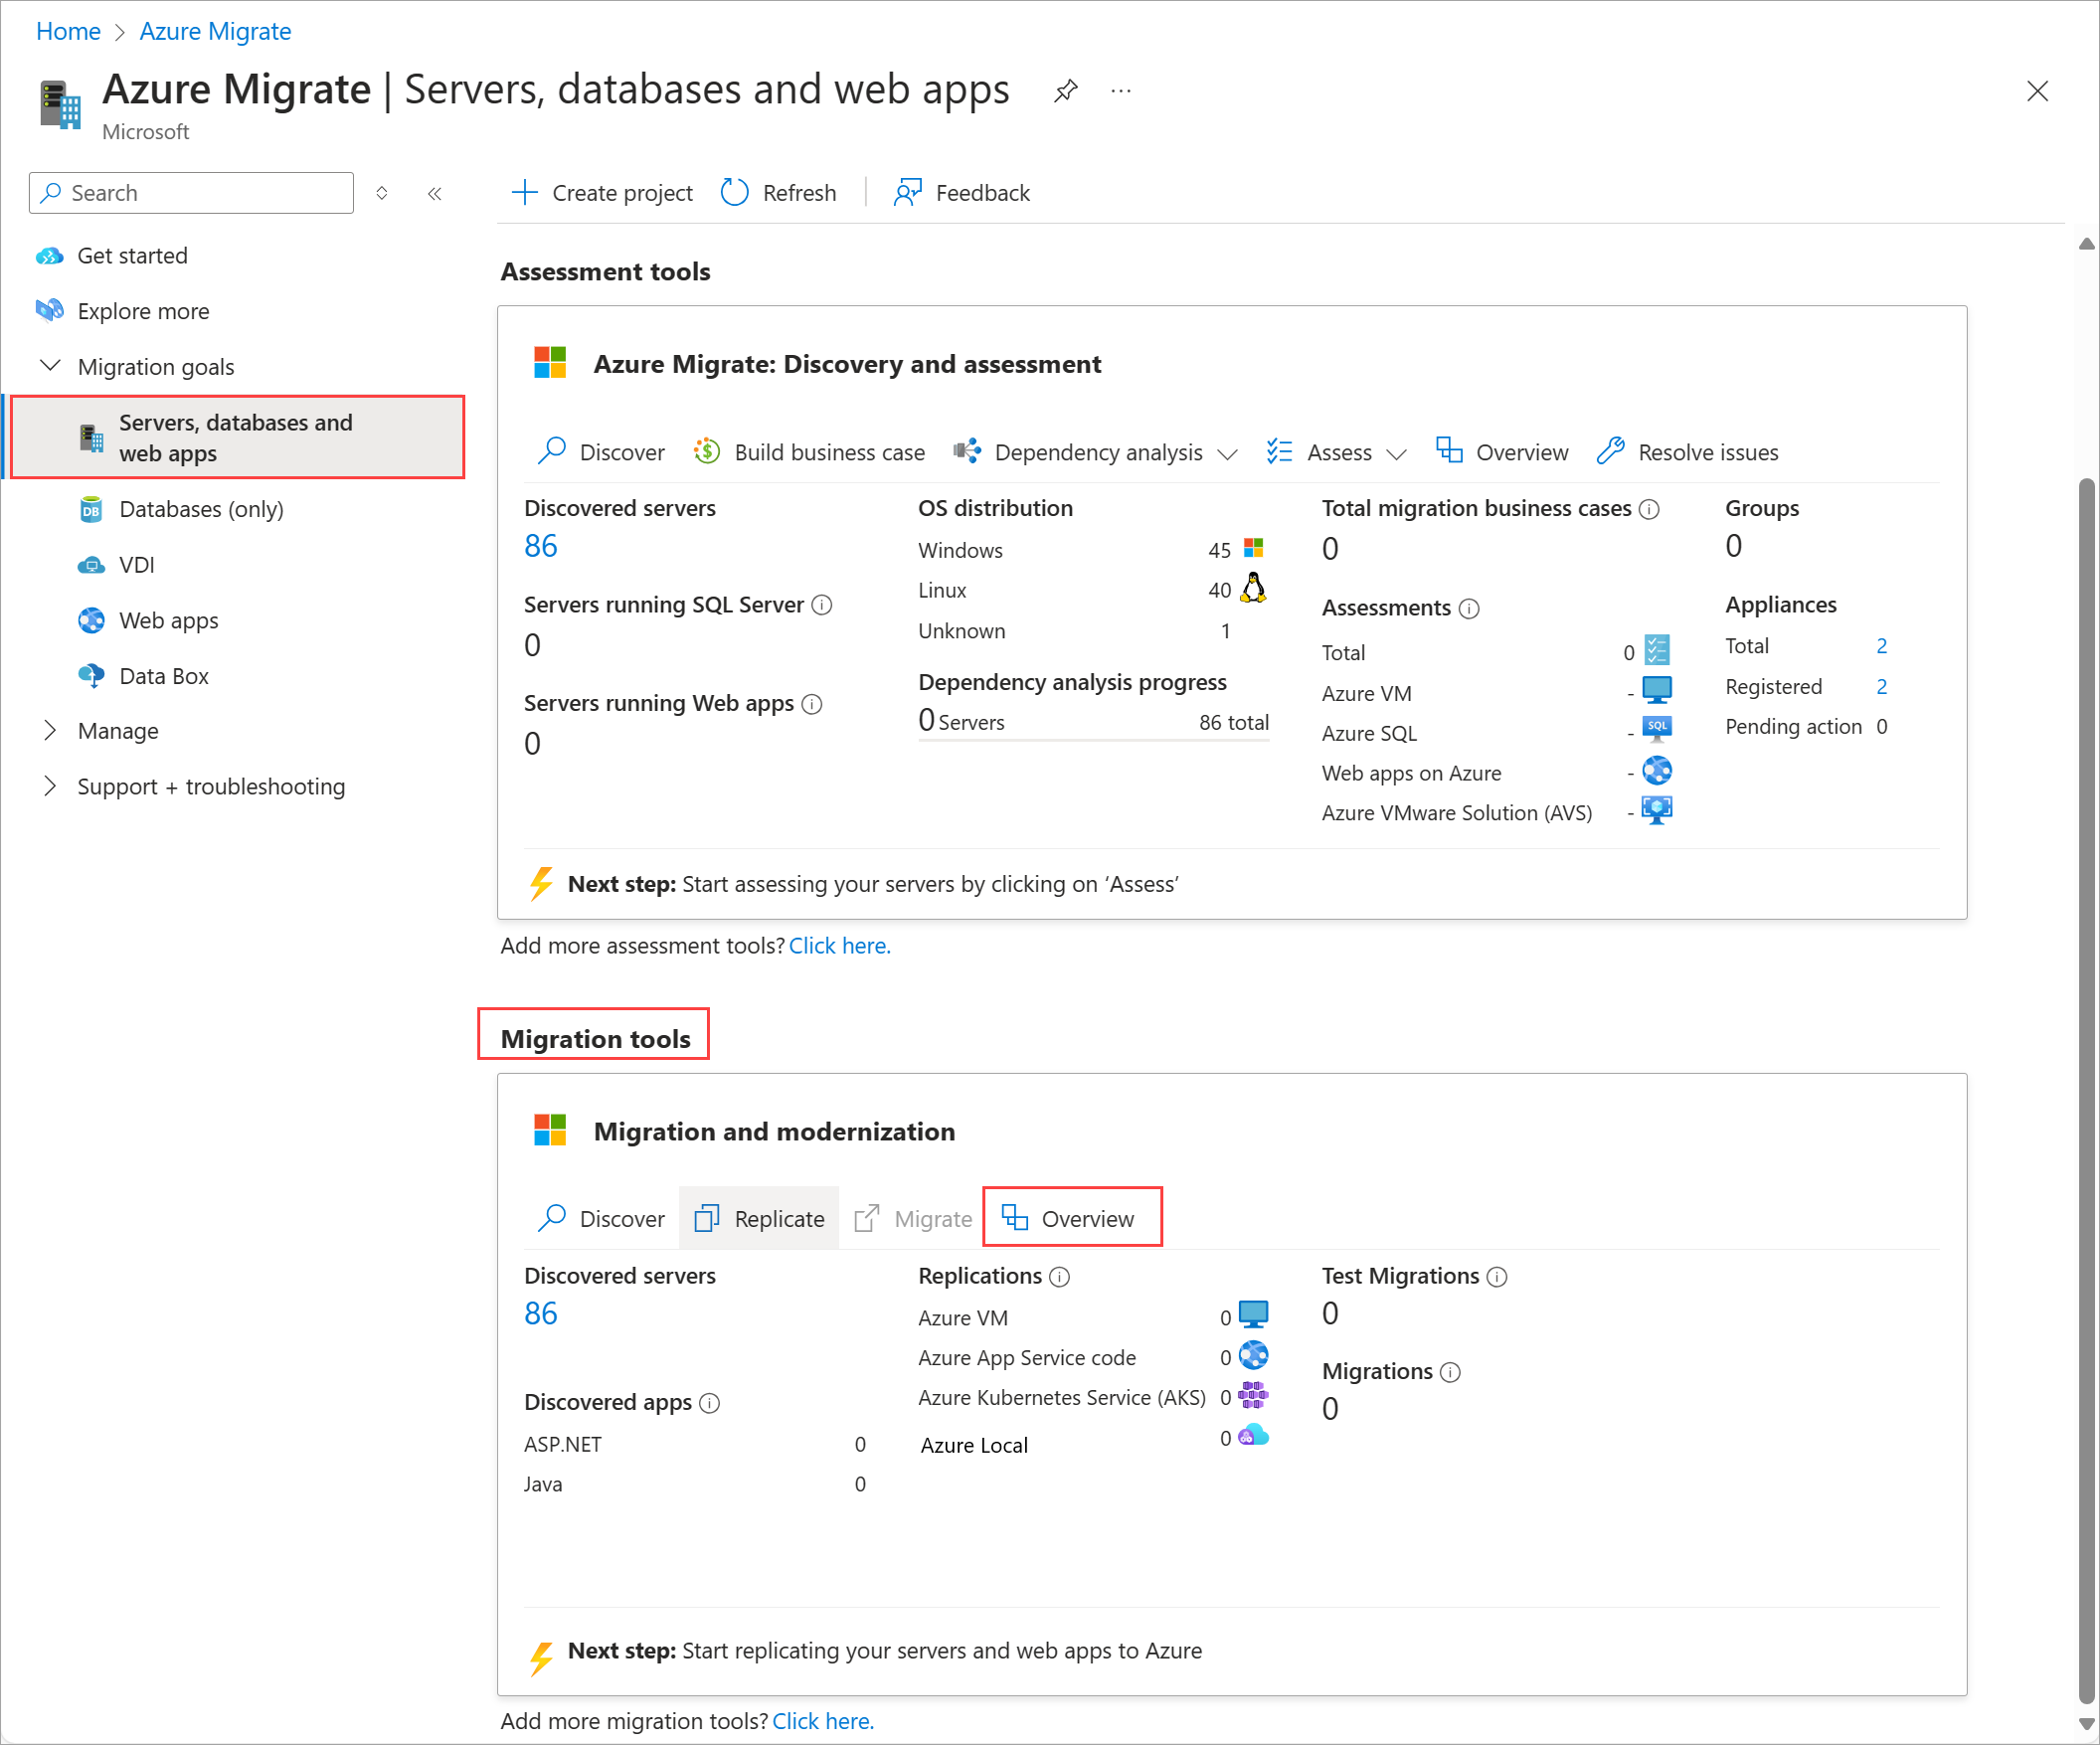 Home > Azure Migrate
Azure Migrate | Servers, databases and web apps
Microsoft
Search
Get started
Explore more
Migration goals
Servers, databases and
web apps
Databases (only)
VDI
Web apps
Data Box
Manage
Support + troubleshooting
Create project Refresh Feedback
Assessment tools
Azure Migrate: Discovery and assessment
Discover Build business case Dependency analysis Assess Overview Resolve issues
Discovered servers
86
Servers running SQL Server
0
Servers running Web apps
0
OS distribution
Windows 45
Linux 40
Unknown 1
Dependency analysis progress
0 Servers 86 total
Total migration business cases
0
Assessments
Total 0
Azure VM -
Azure SQL - SQL
Web apps on Azure -
Azure VMware Solution (AVS) -
Groups
0
Appliances
Total 2
Registered 2
Pending action 0
Next step: Start assessing your servers by clicking on ‘Assess’
Add more assessment tools? Click here.
Migration tools
Migration and modernization
Discover Replicate Migrate Overview
Discovered servers
86
Discovered apps
ASP.NET 0
Java 0
Replications
Azure VM 0
Azure App Service code 0
Azure Kubernetes Service (AKS) 0
Azure Local 0
Test Migrations
0
Migrations
0
Next step: Start replicating your servers and web apps to Azure
Add more migration tools? Click here.